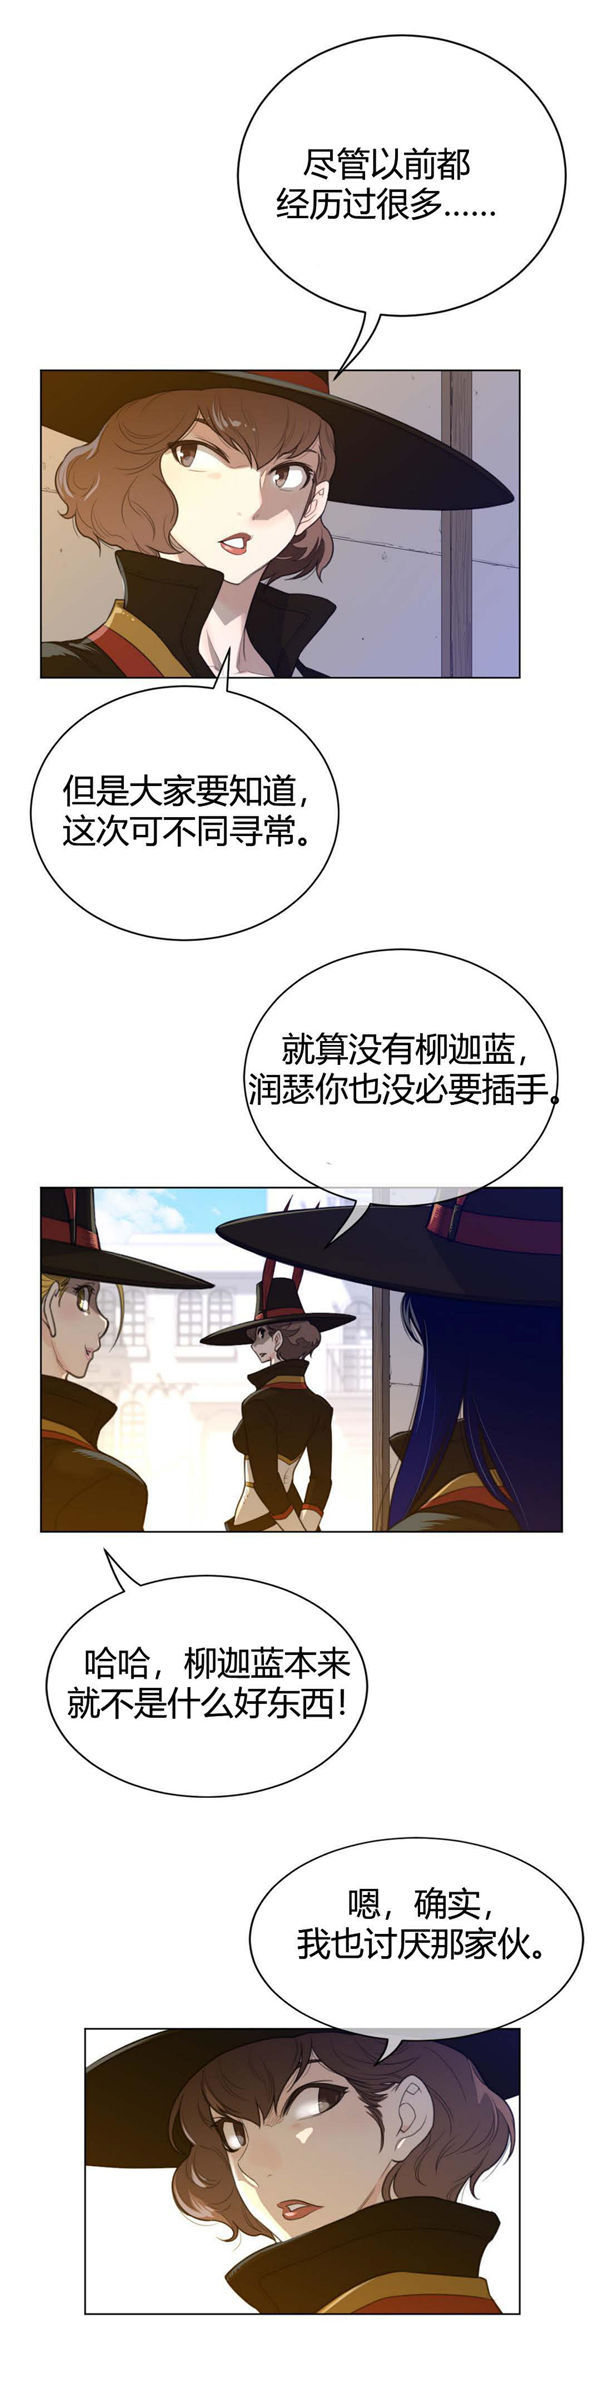 尽管以前都
经历过很多……
但是大家要知道，
这次可不同寻常。
就算没有柳迦蓝，
润瑟你也没必要插手。
哈哈，柳迦蓝本来
就不是什么好东西！
嗯，确实，
我也讨厌那家伙。